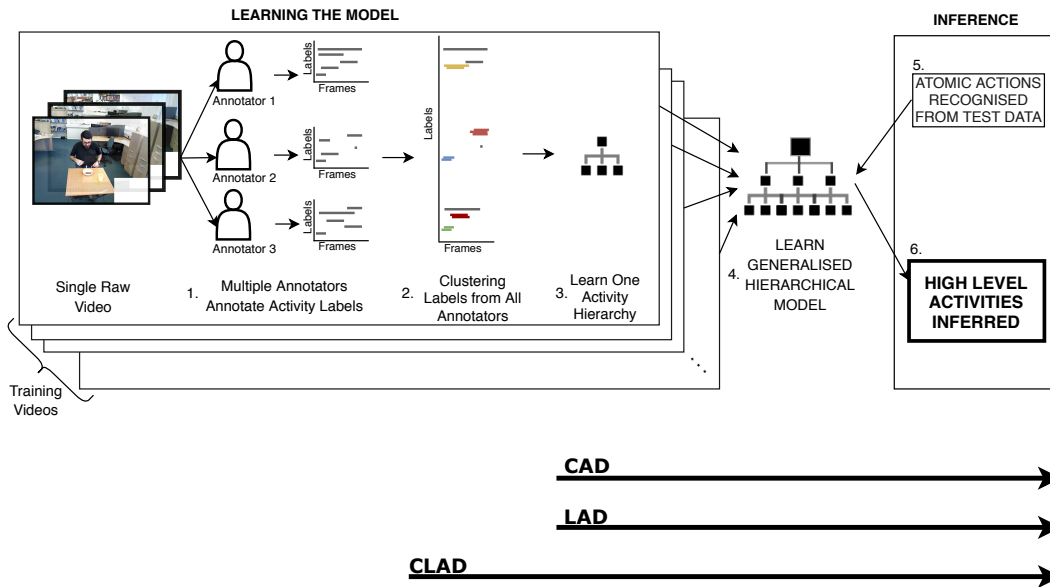 LEARNING THE MODEL
INFERENCE
Annotator 1
Annotator 2
Annotator 3
Labels
Frames
Labels
Frames
Labels
Frames
Labels
Frames
Single Raw
Video
1.
Multiple Annotators
Annotate Activity Labels
2.
Clustering
Labels from All
Annotators
3.
Learn One
Activity
Hierarchy
4.
LEARN
GENERALISED
HIERARCHICAL
MODEL
5.
ATOMIC ACTIONS
RECOGNISED
FROM TEST DATA
6.
HIGH LEVEL
ACTIVITIES
INFERRED
Training
Videos
CAD
LAD
CLAD